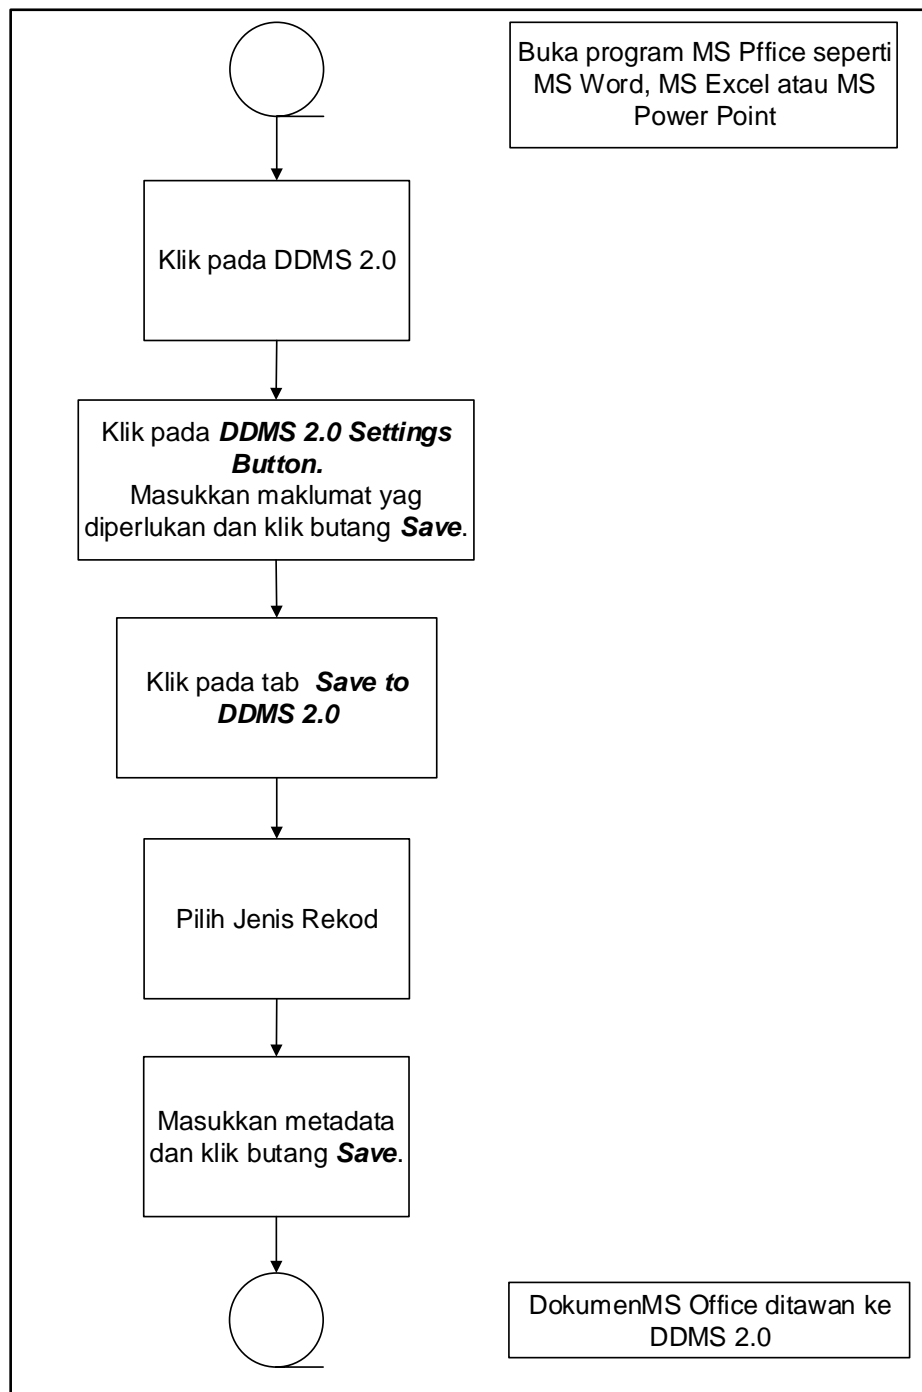 Buka program MS Pffice seperti
MS Word, MS Excel atau MS
Power Point
Klik pada DDMS 2.0
Klik pada DDMS 2.0 Settings
Button.
Masukkan maklumat yag
diperlukan dan klik butang Save.
Klik pada tab Save to
DDMS 2.0
Pilih Jenis Rekod
Masukkan metadata
dan klik butang Save.
DokumenMS Office ditawan ke
DDMS 2.0